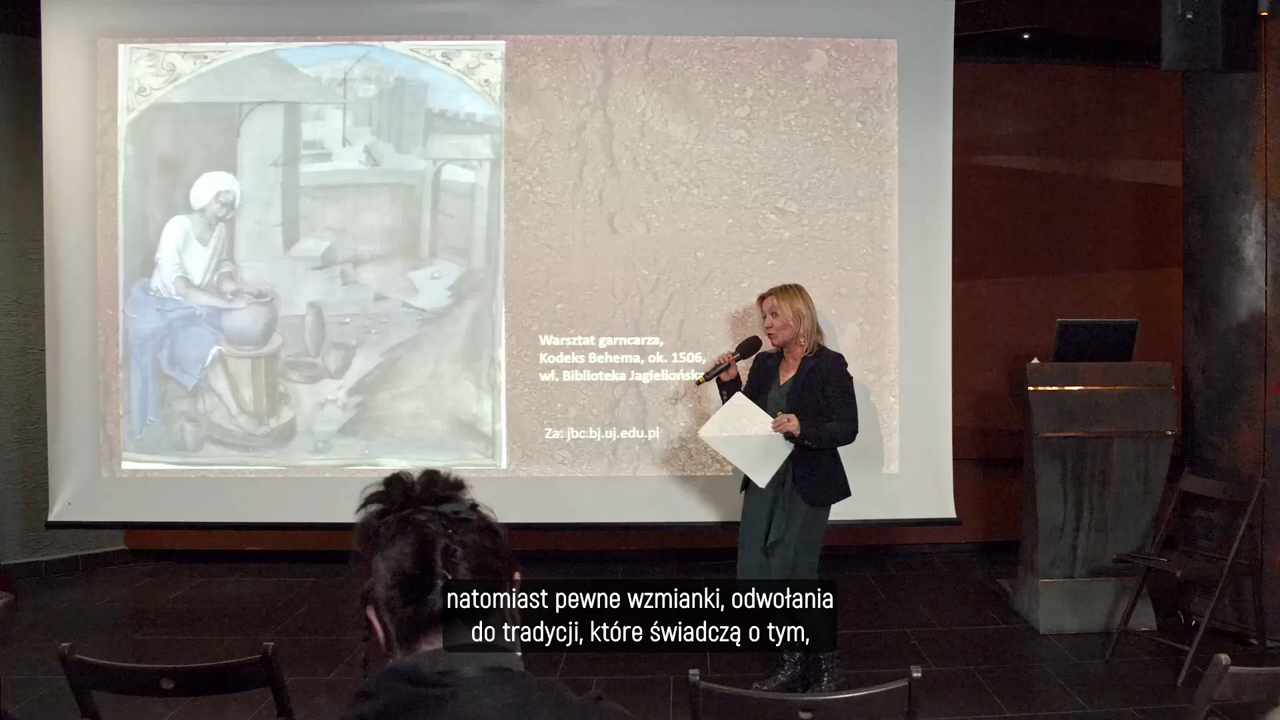 Warsztat garncarza,
Kodeks Behema, ok. 1506,
wł. Biblioteka Jagiellońska
Za: jbc.bj.uj.edu.pl
natomiast pewne wzmianki, odwołania
do tradycji, które świadczą o tym,